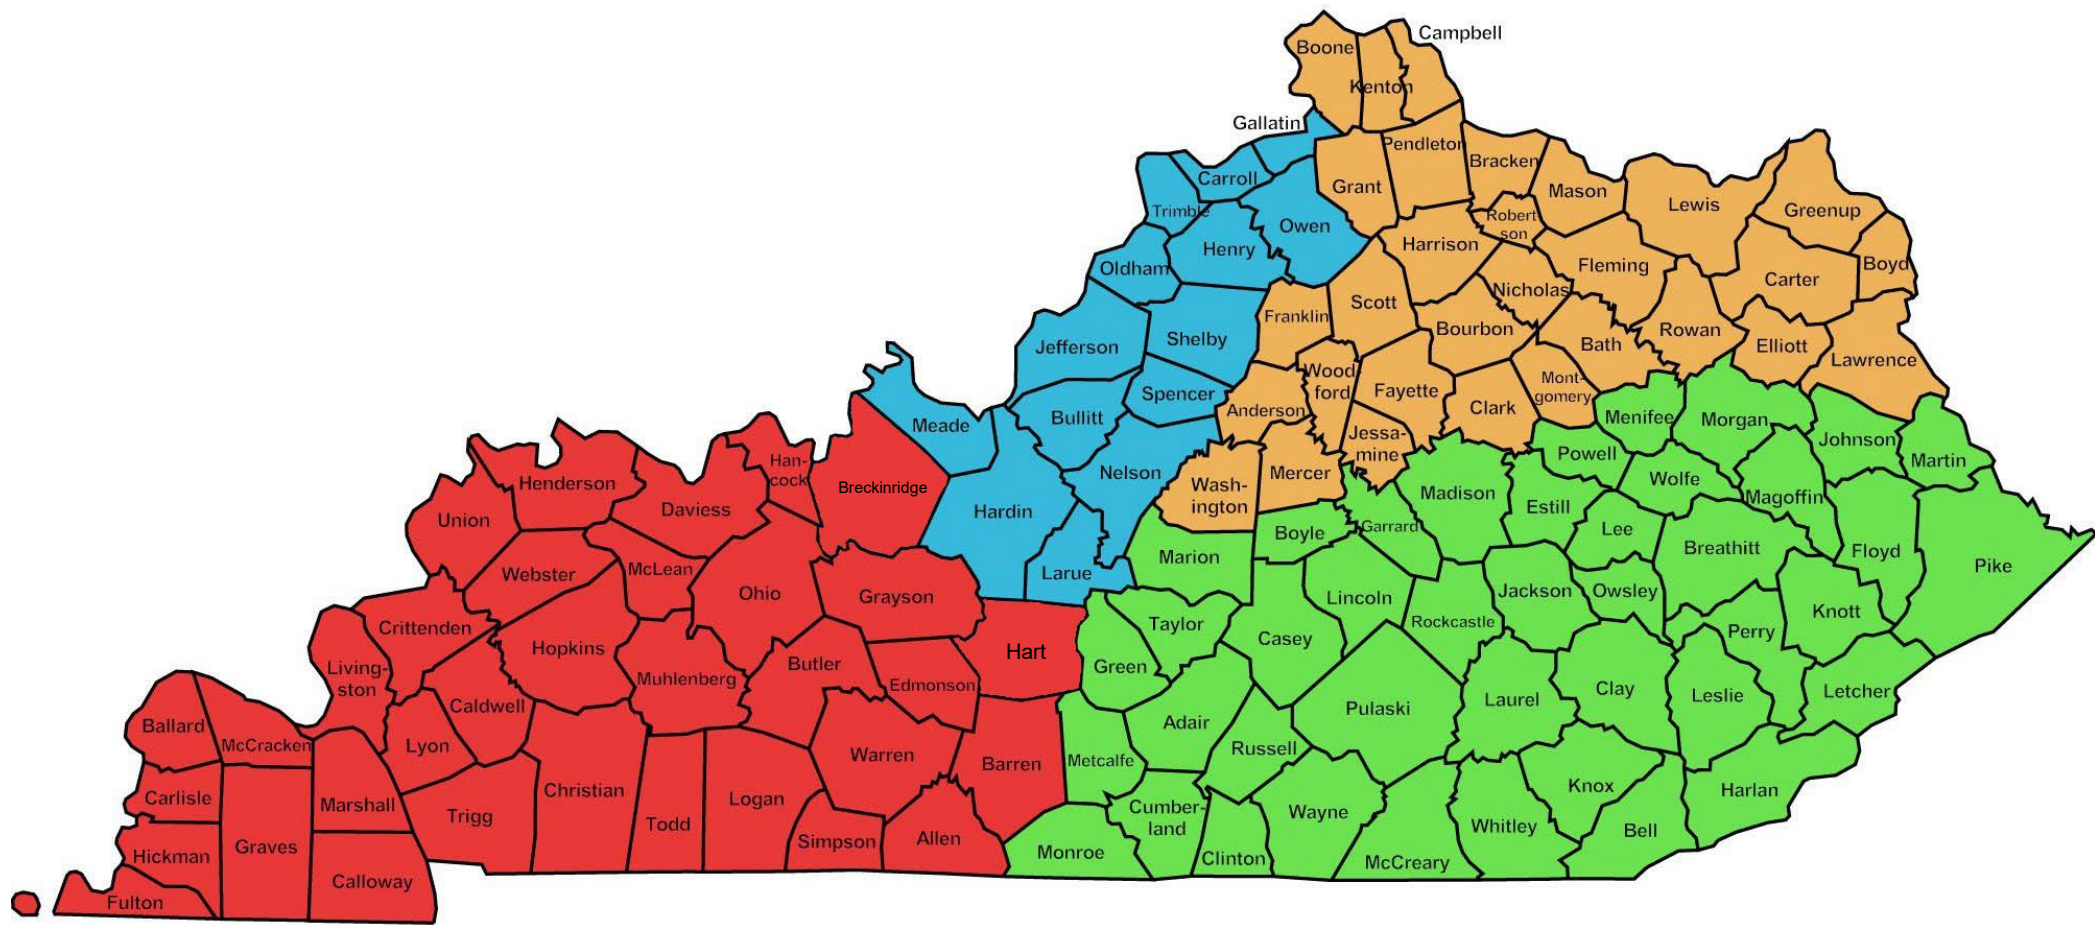 Campbell
Boone
Kenton
Gallatin
Pendleton
Bracken
Carroll
Grant
Mason
Lewis
Greenup
Trimble
Robert
son
Owen
Harrison
Henry
Oldham
Fleming
Boyd
Carter
Nicholas
Scott
Franklin
Bourbon
Rowan
Shelby
Jefferson
Bath
Elliott
Lawrence
Wood
ford
Mont-
gomery
Fayette
Spencer
Clark
Anderson
Menifee
Bullitt
Morgan
Meade
Jessa-
mine
Johnson
Powell
Martin
Han-
cock
Nelson
Mercer
Wolfe
Henderson
Breckinridge
Wash-
ington
Madison
Magoffin
Daviess
Hardin
Estill
Union
Garrard
Lee
Boyle
Breathitt
Floyd
Marion
Pike
Webster
McLean
Larue
Ohio
Grayson
Lincoln
Jackson
Owsley
Knott
Crittenden
Taylor
Rockcastle
Perry
Casey
Hopkins
Hart
Living-
ston
Butler
Green
Muhlenberg
Edmonson
Clay
Leslie
Letcher
Laurel
Caldwell
Pulaski
Ballard
Adair
McCracken
Lyon
Russell
Warren
Metcalfe
Barren
Knox
Christian
Harlan
Carlisle
Logan
Marshall
Cumber-
land
Wayne
Trigg
Todd
Whitley
Bell
Simpson
Allen
Graves
Monroe
Hickman
Clinton
McCreary
Calloway
Fulton